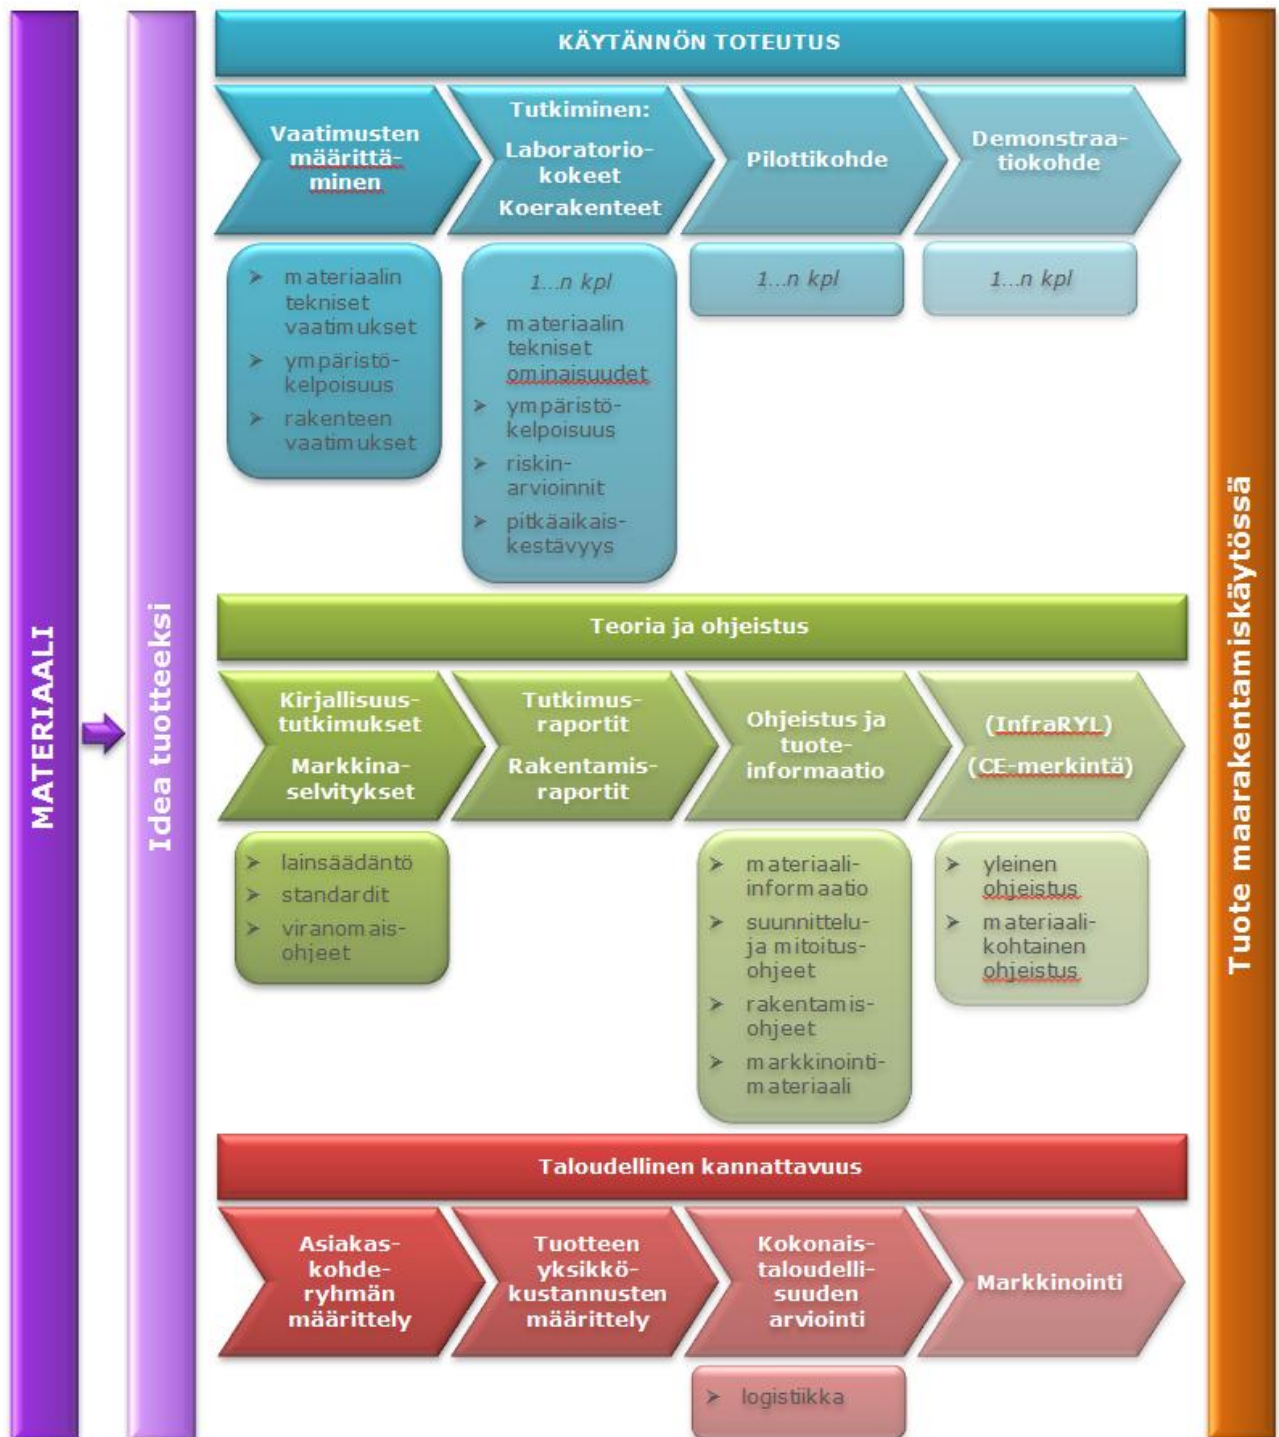 MATERIAALI
Idea tuotteeksi
KÄYTÄNNÖN TOTEUTUS
Vaatimusten
määrittä-
minen
Tutkiminen:
Laboratorio-
kokeet
Koerakenteet
Pilottikohde
Demonstraa-
tiokohde
materiaalin
tekniset
vaatimukset
ympäristö-
kelpoisuus
rakenteen
vaatimukset
1...n kpl
materiaalin
tekniset
ominaisuudet
ympäristö-
kelpoisuus
riskin-
arvioinnit
pitkäaikais-
kestävyys
1...n kpl
1...n kpl
Teoria ja ohjeistus
Kirjallisuus-
tutkimukset
Markkina-
selvitykset
Tutkimus-
raportit
Rakentamis-
raportit
Ohjeistus ja
tuote-
informaatio
(InfraRYL)
(CE-merkintä)
lainsäädäntö
standardit
viranomais-
ohjeet
materiaali-
informaatio
suunnittelu-
ja mitoitus-
ohjeet
rakentamis-
ohjeet
markkinointi-
materiaali
yleinen
ohjeistus
materiaali-
kohtainen
ohjeistus
Taloudellinen kannattavuus
Asiakas-
kohde-
ryhmän
määrittely
Tuotteen
yksikkö-
kustannusten
määrittely
Kokonais-
taloudelli-
suuden
arviointi
Markkinointi
logistiikka
Tuote maarakentamiskäytössä